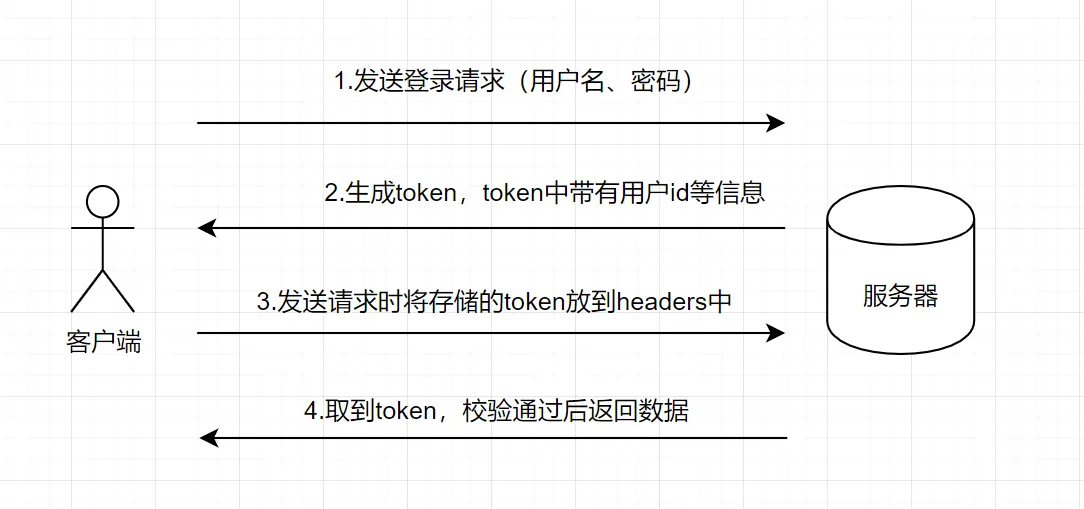 1.发送登录请求（用户名、密码）
2.生成token，token中带有用户id等信息
3.发送请求时将存储的token放到headers中
服务器
客户端
4.取到token，校验通过后返回数据